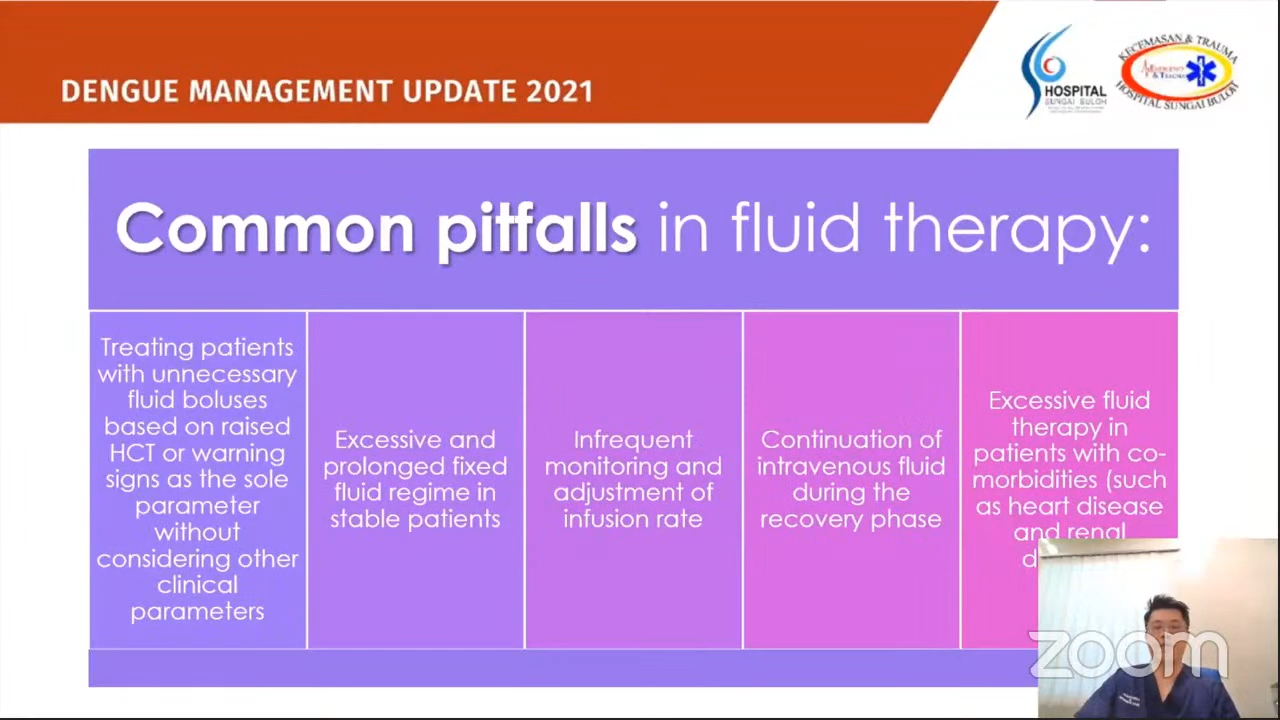 DENGUE MANAGEMENT UPDATE 2021
HOSPITAL
SUNGAI BULOH
KECEMASAN & TRAUMA
EMERGENCY
& TRAUMA
HOSPITAL SUNGAI BULOH
Common pitfalls in fluid therapy:
Treating patients
with unnecessary
fluid boluses
based on raised
HCT or warning
signs as the sole
parameter
without
considering other
clinical
parameters
Excessive and
prolonged fixed
fluid regime in
stable patients
Infrequent
monitoring and
adjustment of
infusion rate
Continuation of
intravenous fluid
during the
recovery phase
Excessive fluid
therapy in
patients with co-
morbidities (such
as heart disease
and renal
zoom